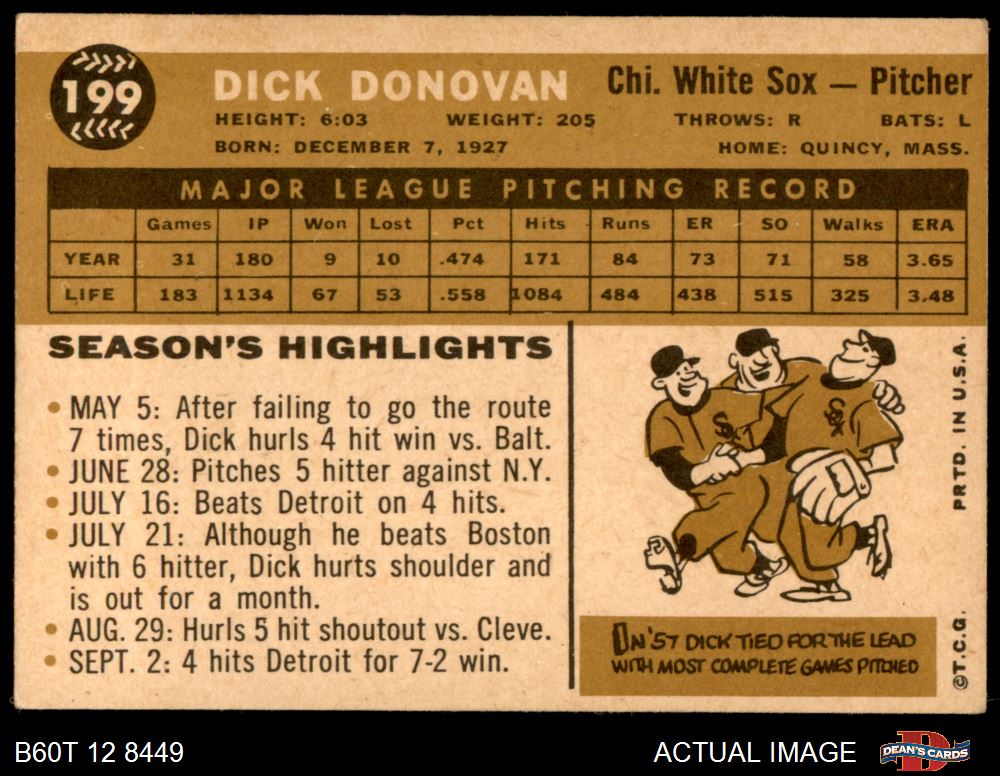 199
DICK DONOVAN
Chi. White Sox — Pitcher
HEIGHT: 6:03 WEIGHT: 205 THROWS: R BATS: L
BORN: DECEMBER 7, 1927 HOME: QUINCY, MASS.
MAJOR LEAGUE PITCHING RECORD
Games IP Won Lost Pct Hits Runs ER SO Walks ERA
YEAR 31 180 9 10 .474 171 84 73 71 58 3.65
LIFE 183 1134 67 53 .558 1084 484 438 515 325 3.48
SEASON'S HIGHLIGHTS
• MAY 5: After failing to go the route
7 times, Dick hurls 4 hit win vs. Balt.
• JUNE 28: Pitches 5 hitter against N.Y.
• JULY 16: Beats Detroit on 4 hits.
• JULY 21: Although he beats Boston
with 6 hitter, Dick hurts shoulder and
is out for a month.
• AUG. 29: Hurls 5 hit shoutout vs. Cleve.
• SEPT. 2: 4 hits Detroit for 7-2 win.
SOX
SOX
IN '57 DICK TIED FOR THE LEAD
WITH MOST COMPLETE GAMES PITCHED
©T.C.G. PRTD. IN U.S.A.
B60T 12 8449
ACTUAL IMAGE
D
DEAN'S CARDS